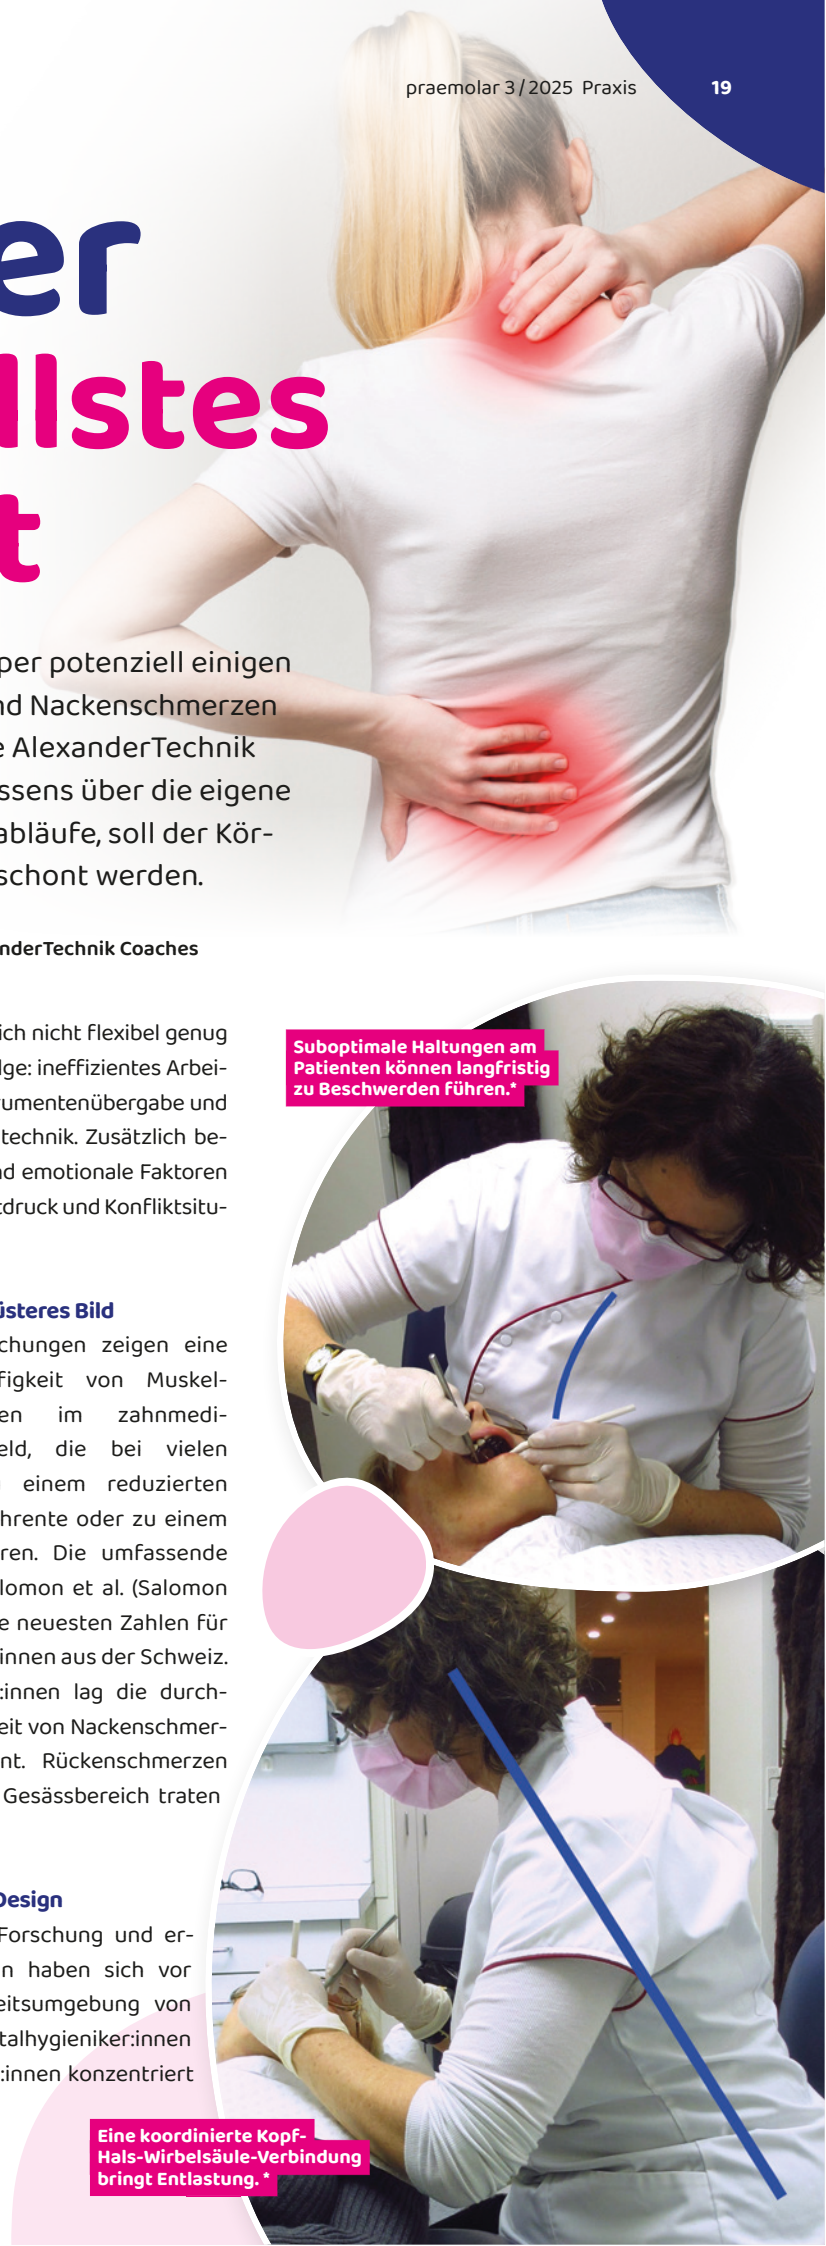 praemolar 3 / 2025 Praxis 19
er
llstes
t
per potenziell einigen
nd Nackenschmerzen
e AlexanderTechnik
ssens über die eigene
abläufe, soll der Kör-
schont werden.
nderTechnik Coaches
ich nicht flexibel genug
lge: ineffizientes Arbei-
rumentenübergabe und
technik. Zusätzlich be-
nd emotionale Faktoren
tdruck und Konfliktsitu-
üsteres Bild
chungen zeigen eine
figkeit von Muskel-
en im zahnmedi-
eld, die bei vielen
einem reduzierten
hrente oder zu einem
ren. Die umfassende
lomon et al. (Salomon
e neuesten Zahlen für
innen aus der Schweiz.
:innen lag die durch-
eit von Nackenschmer-
nt. Rückenschmerzen
Gesässbereich traten
Design
Forschung und er-
n haben sich vor
eitsumgebung von
talhygieniker:innen
:innen konzentriert
Suboptimale Haltungen am
Patienten können langfristig
zu Beschwerden führen.*
Eine koordinierte Kopf-
Hals-Wirbelsäule-Verbindung
bringt Entlastung. *